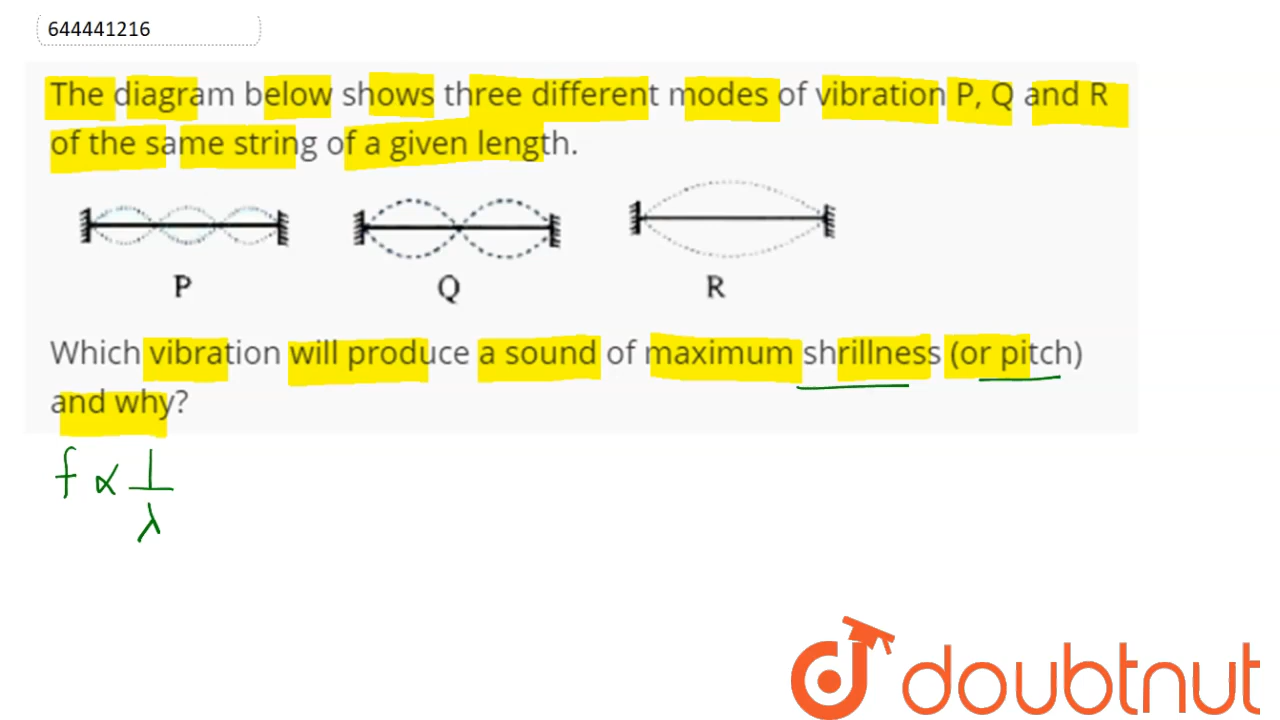 644441216
The diagram below shows three different modes of vibration P, Q and R
of the same string of a given length.
P Q R
Which vibration will produce a sound of maximum shrillness (or pitch)
and why?
f ∝ 1/λ
doubtnut